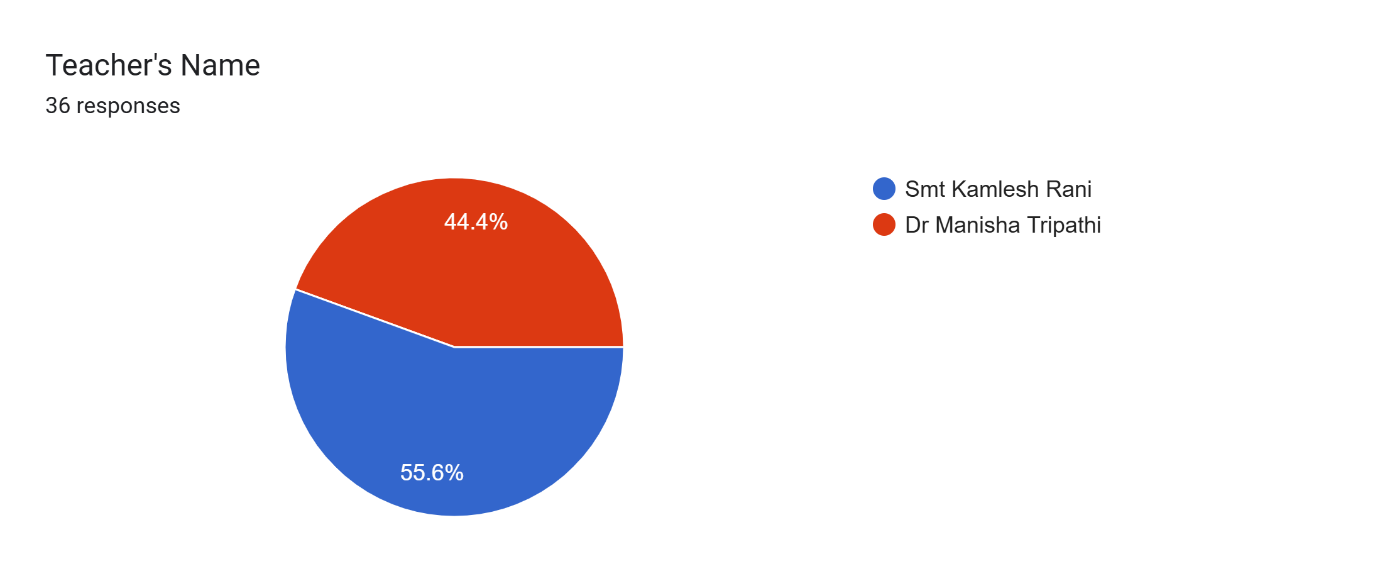 Teacher's Name
36 responses
Smt Kamlesh Rani
Dr Manisha Tripathi
44.4%
55.6%